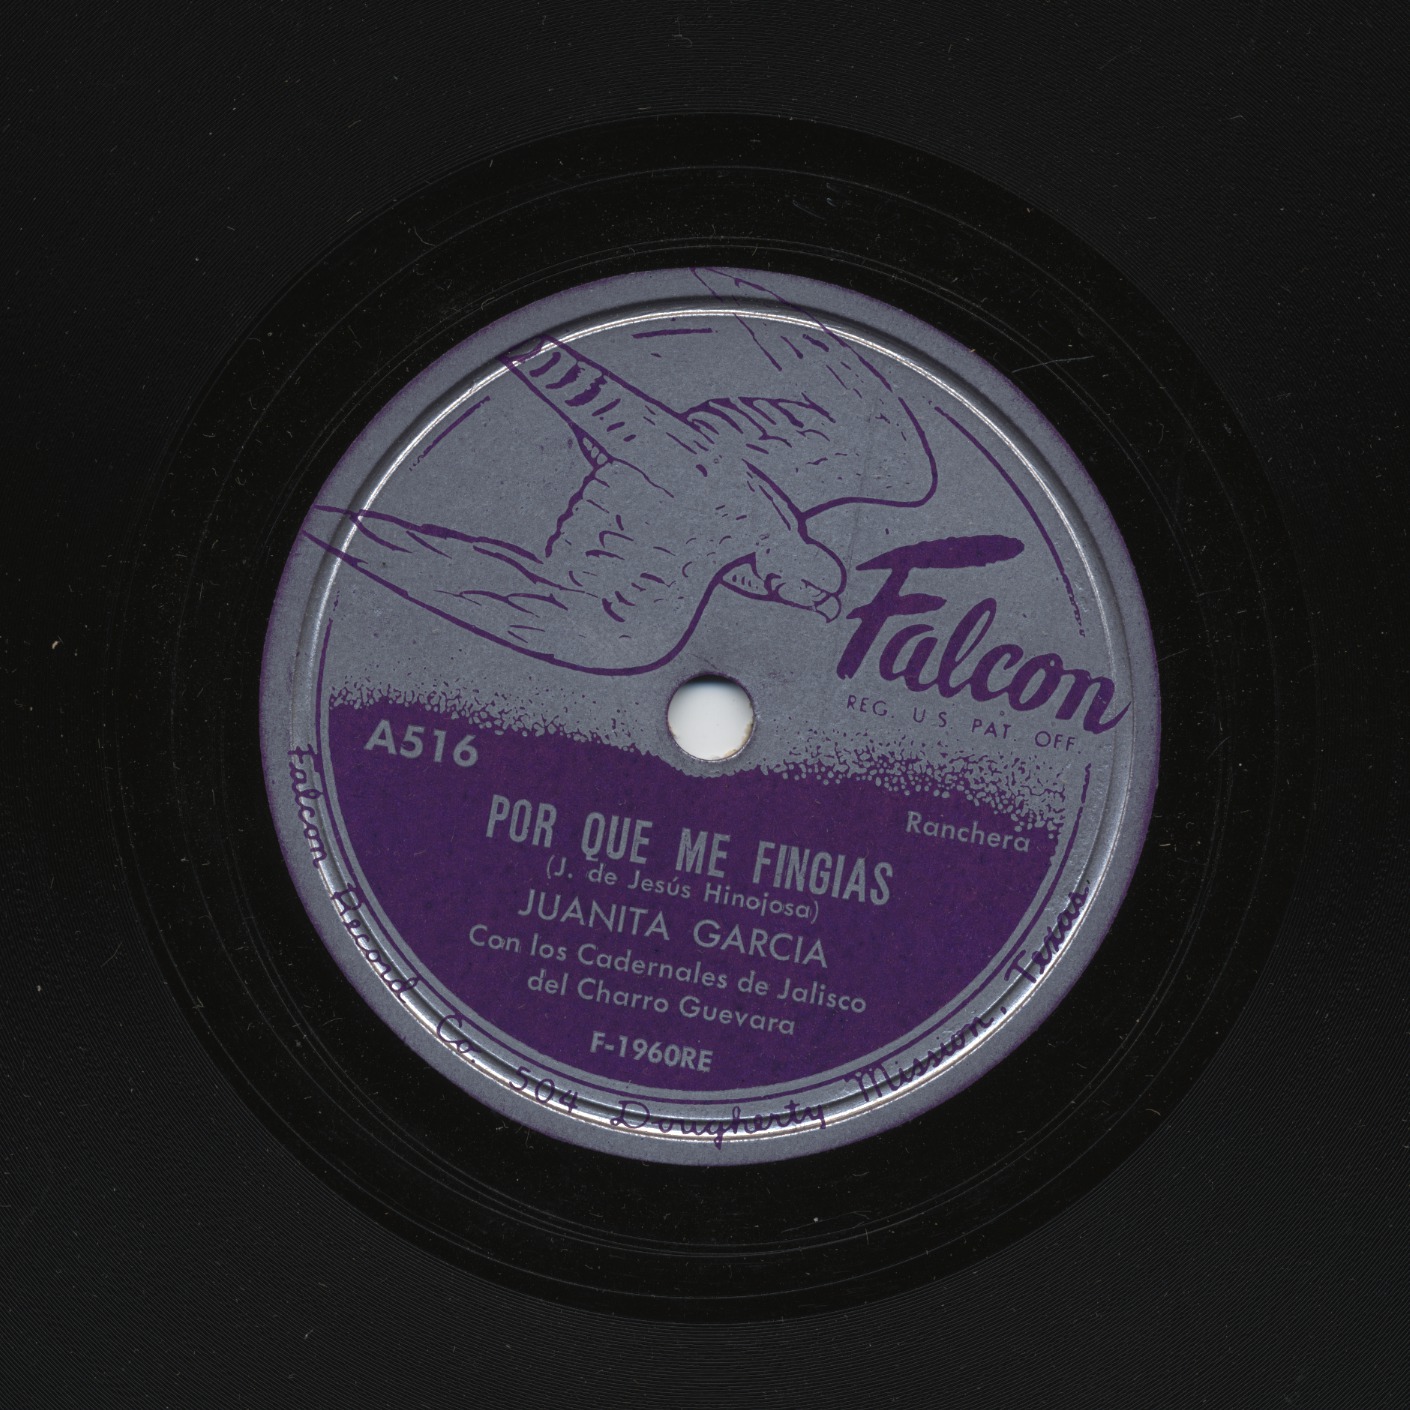 Falcon
REG. U.S. PAT. OFF.
A516
Ranchera
POR QUE ME FINGIAS
(J. de Jesús Hinojosa)
JUANITA GARCIA
Con los Cadernales de Jalisco
del Charro Guevara
F-1960RE
Falcon Record Co. 504 Dougherty Mission, Texas.